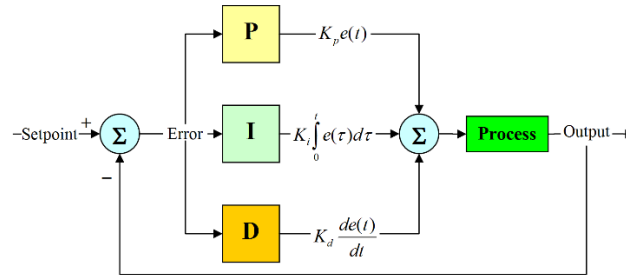 P
K_p e(t)
−Setpoint
+
−
Σ
Error
I
K_i ∫_0^t e(τ)dτ
Σ
Process
Output
D
K_d de(t)/dt